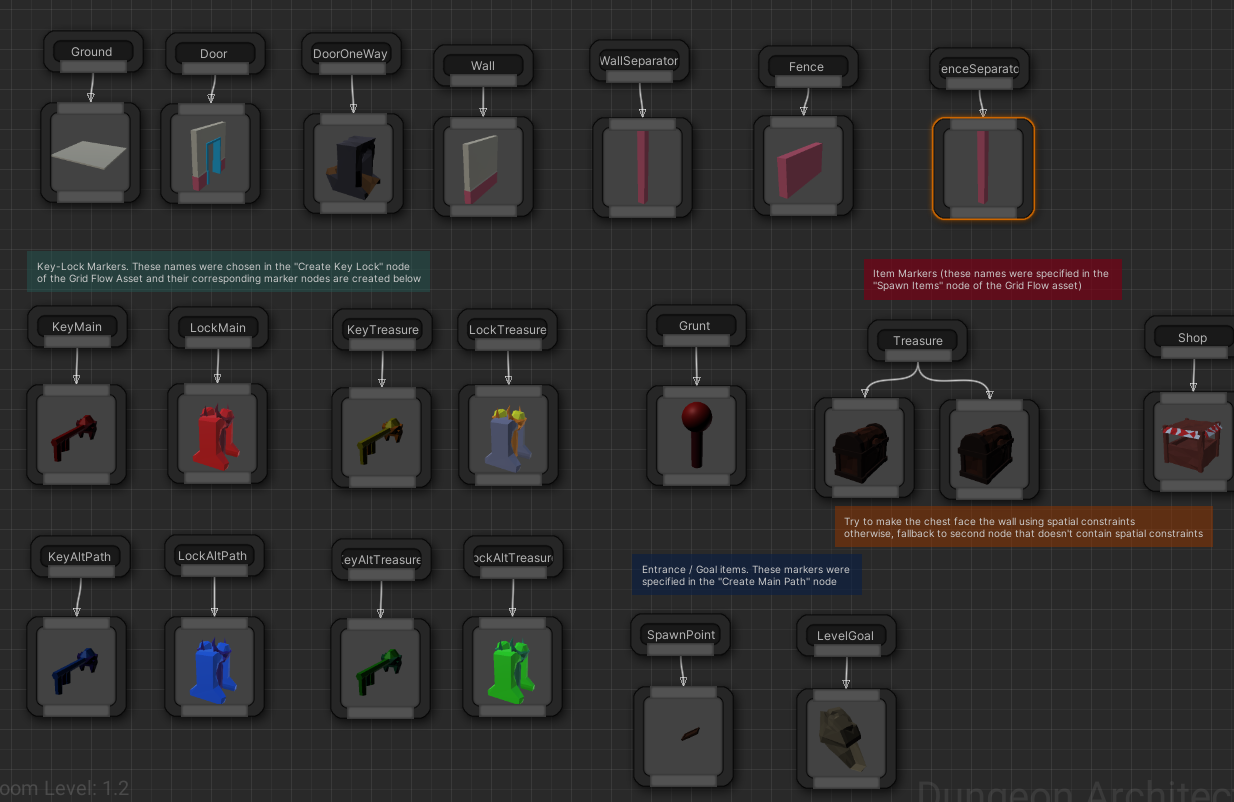 Ground
Door
DoorOneWay
Wall
WallSeparator
Fence
enceSeparato
Key-Lock Markers. These names were chosen in the "Create Key Lock" node
of the Grid Flow Asset and their corresponding marker nodes are created below
Item Markers (these names were specified in the
"Spawn Items" node of the Grid Flow asset)
KeyMain
LockMain
KeyTreasure
LockTreasure
Grunt
Treasure
Shop
Try to make the chest face the wall using spatial constraints
otherwise, fallback to second node that doesn't contain spatial constraints
KeyAltPath
LockAltPath
KeyAltTreasure
ockAltTreasur
Entrance / Goal items. These markers were
specified in the "Create Main Path" node
SpawnPoint
LevelGoal
oom Level: 1.2
Dungeon Architect